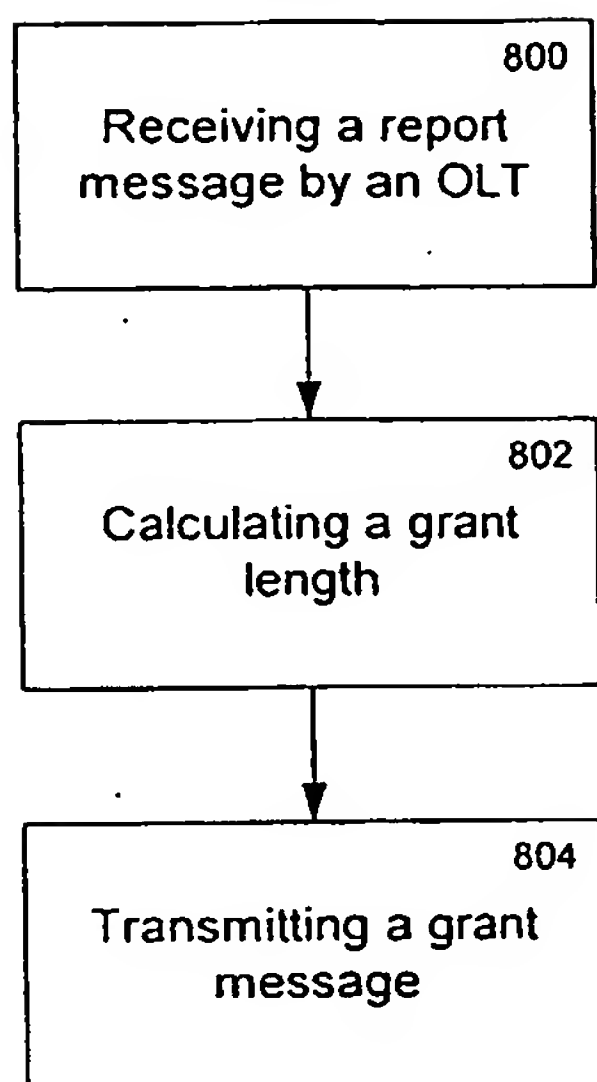 800
Receiving a report
message by an OLT
802
Calculating a grant
length
804
Transmitting a grant
message